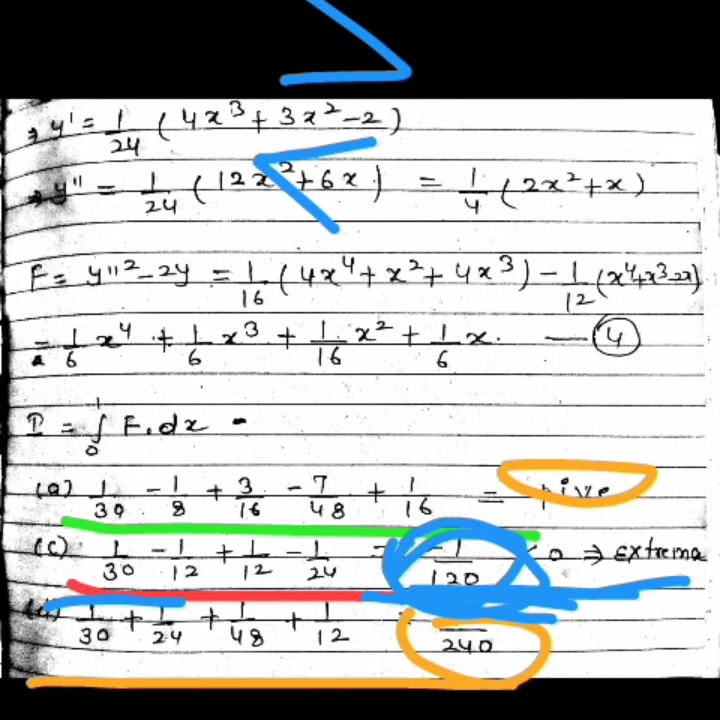 ⇒ y' = 1/24 (4x³ + 3x² - 2)
⇒ y'' = 1/24 (12x² + 6x) = 1/4 (2x² + x)
F = y''² - 2y = 1/16 (4x⁴ + x² + 4x³) - 1/12 (x⁴ + x³ - 2x)
= 1/6 x⁴ + 1/6 x³ + 1/16 x² + 1/6 x. — ④
I = ∫₀¹ F. dx -
(a) 1/30 - 1/8 + 3/16 - 7/48 + 1/16 = +ive
(c) 1/30 - 1/12 + 1/12 - 1/24 = -1/120 < 0 ⇒ extrema
(d) 1/30 + 1/24 + 1/48 + 1/12 /240